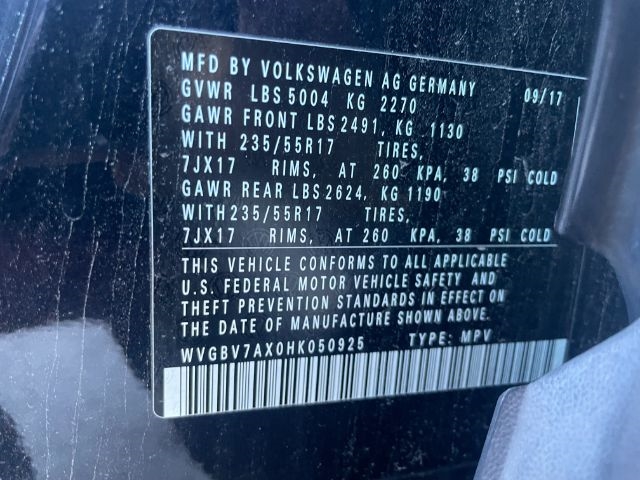 MFD BY VOLKSWAGEN AG GERMANY 09/17
GVWR LBS 5004 KG 2270
GAWR FRONT LBS 2491, KG 1130
WITH 235/55R17 TIRES,
7JX17 RIMS, AT 260 KPA, 38 PSI COLD
GAWR REAR LBS 2624, KG 1190
WITH 235/55R17 TIRES,
7JX17 RIMS, AT 260 KPA, 38 PSI COLD
THIS VEHICLE CONFORMS TO ALL APPLICABLE
U.S. FEDERAL MOTOR VEHICLE SAFETY AND
THEFT PREVENTION STANDARDS IN EFFECT ON
THE DATE OF MANUFACTURE SHOWN ABOVE.
WVGBV7AX0HK050925 TYPE: MPV